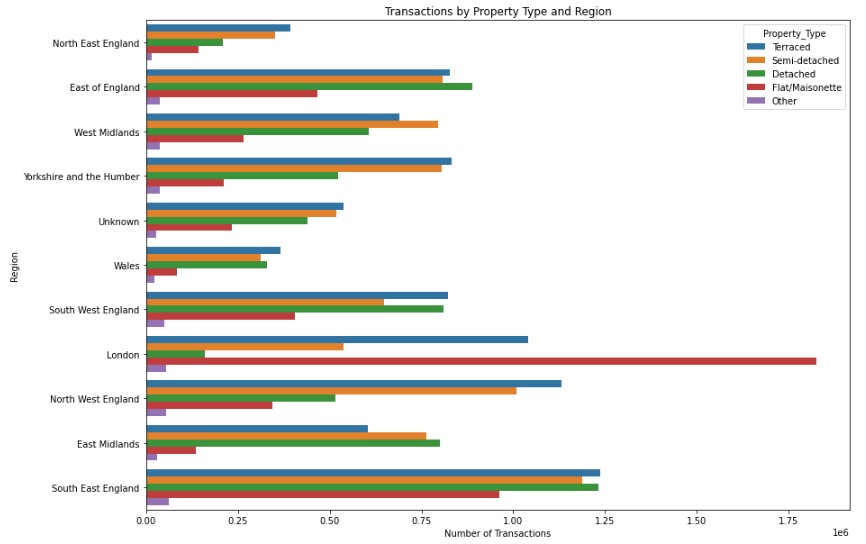 Transactions by Property Type and Region
Property_Type
Terraced
Semi-detached
Detached
Flat/Maisonette
Other
Region
North East England
East of England
West Midlands
Yorkshire and the Humber
Unknown
Wales
South West England
London
North West England
East Midlands
South East England
0.00 0.25 0.50 0.75 1.00 1.25 1.50 1.75
1e6
Number of Transactions